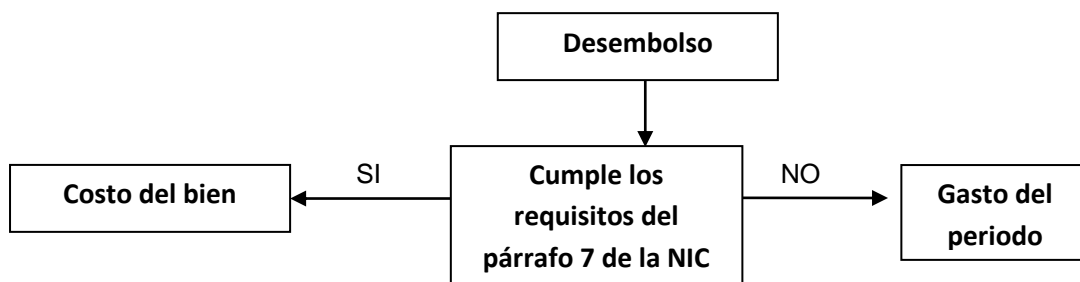 Desembolso
Costo del bien
SI
Cumple los
requisitos del
párrafo 7 de la NIC
NO
Gasto del
periodo